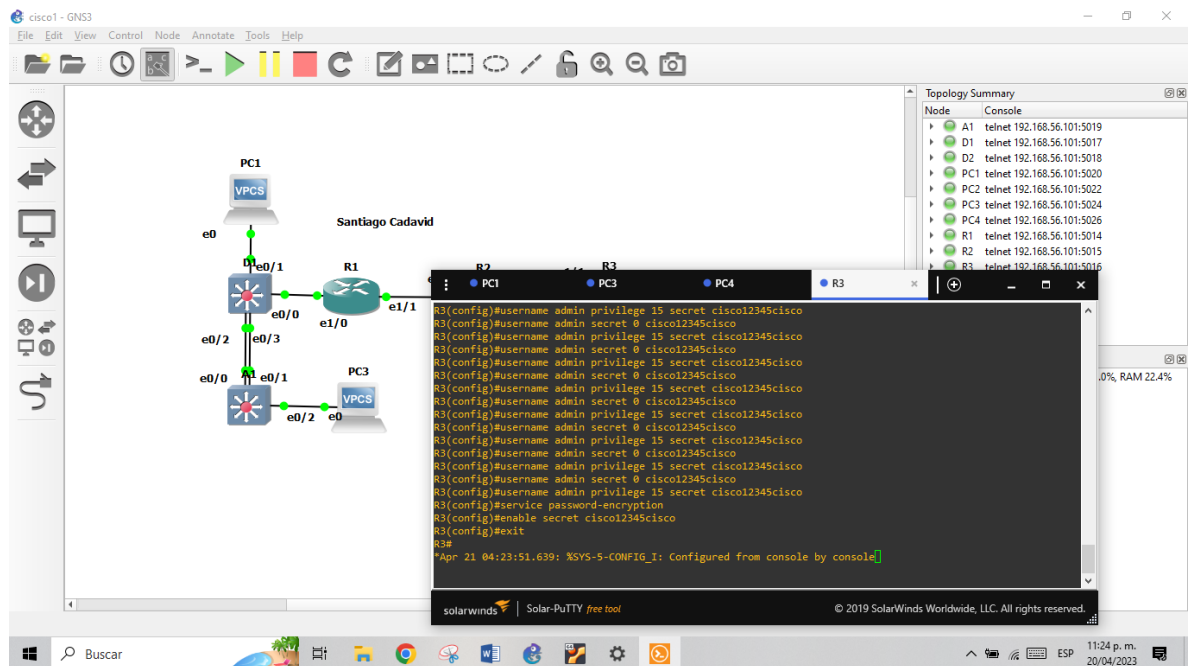 cisco1 - GNS3
File Edit View Control Node Annotate Tools Help
Topology Summary
Node Console
A1 telnet 192.168.56.101:5019
D1 telnet 192.168.56.101:5017
D2 telnet 192.168.56.101:5018
PC1 telnet 192.168.56.101:5020
PC2 telnet 192.168.56.101:5022
PC3 telnet 192.168.56.101:5024
PC4 telnet 192.168.56.101:5026
R1 telnet 192.168.56.101:5014
R2 telnet 192.168.56.101:5015
R3 telnet 192.168.56.101:5016
.0%, RAM 22.4%
PC1
VPCS
Santiago Cadavid
e0
D1 e0/1
R1
R2
R3
e0/0
e1/0
e1/1
e0/2
e0/3
e0/0
A1 e0/1
PC3
VPCS
e0/2 e0
PC1 PC3 PC4 R3
R3(config)#username admin privilege 15 secret cisco12345cisco
R3(config)#username admin secret 0 cisco12345cisco
R3(config)#username admin privilege 15 secret cisco12345cisco
R3(config)#username admin secret 0 cisco12345cisco
R3(config)#username admin privilege 15 secret cisco12345cisco
R3(config)#username admin secret 0 cisco12345cisco
R3(config)#username admin privilege 15 secret cisco12345cisco
R3(config)#username admin secret 0 cisco12345cisco
R3(config)#username admin privilege 15 secret cisco12345cisco
R3(config)#username admin secret 0 cisco12345cisco
R3(config)#username admin privilege 15 secret cisco12345cisco
R3(config)#username admin secret 0 cisco12345cisco
R3(config)#username admin privilege 15 secret cisco12345cisco
R3(config)#username admin secret 0 cisco12345cisco
R3(config)#username admin privilege 15 secret cisco12345cisco
R3(config)#service password-encryption
R3(config)#enable secret cisco12345cisco
R3(config)#exit
R3#
*Apr 21 04:23:51.639: %SYS-5-CONFIG_I: Configured from console by console
solarwinds Solar-PuTTY free tool © 2019 SolarWinds Worldwide, LLC. All rights reserved.
Buscar
ESP
11:24 p. m.
20/04/2023